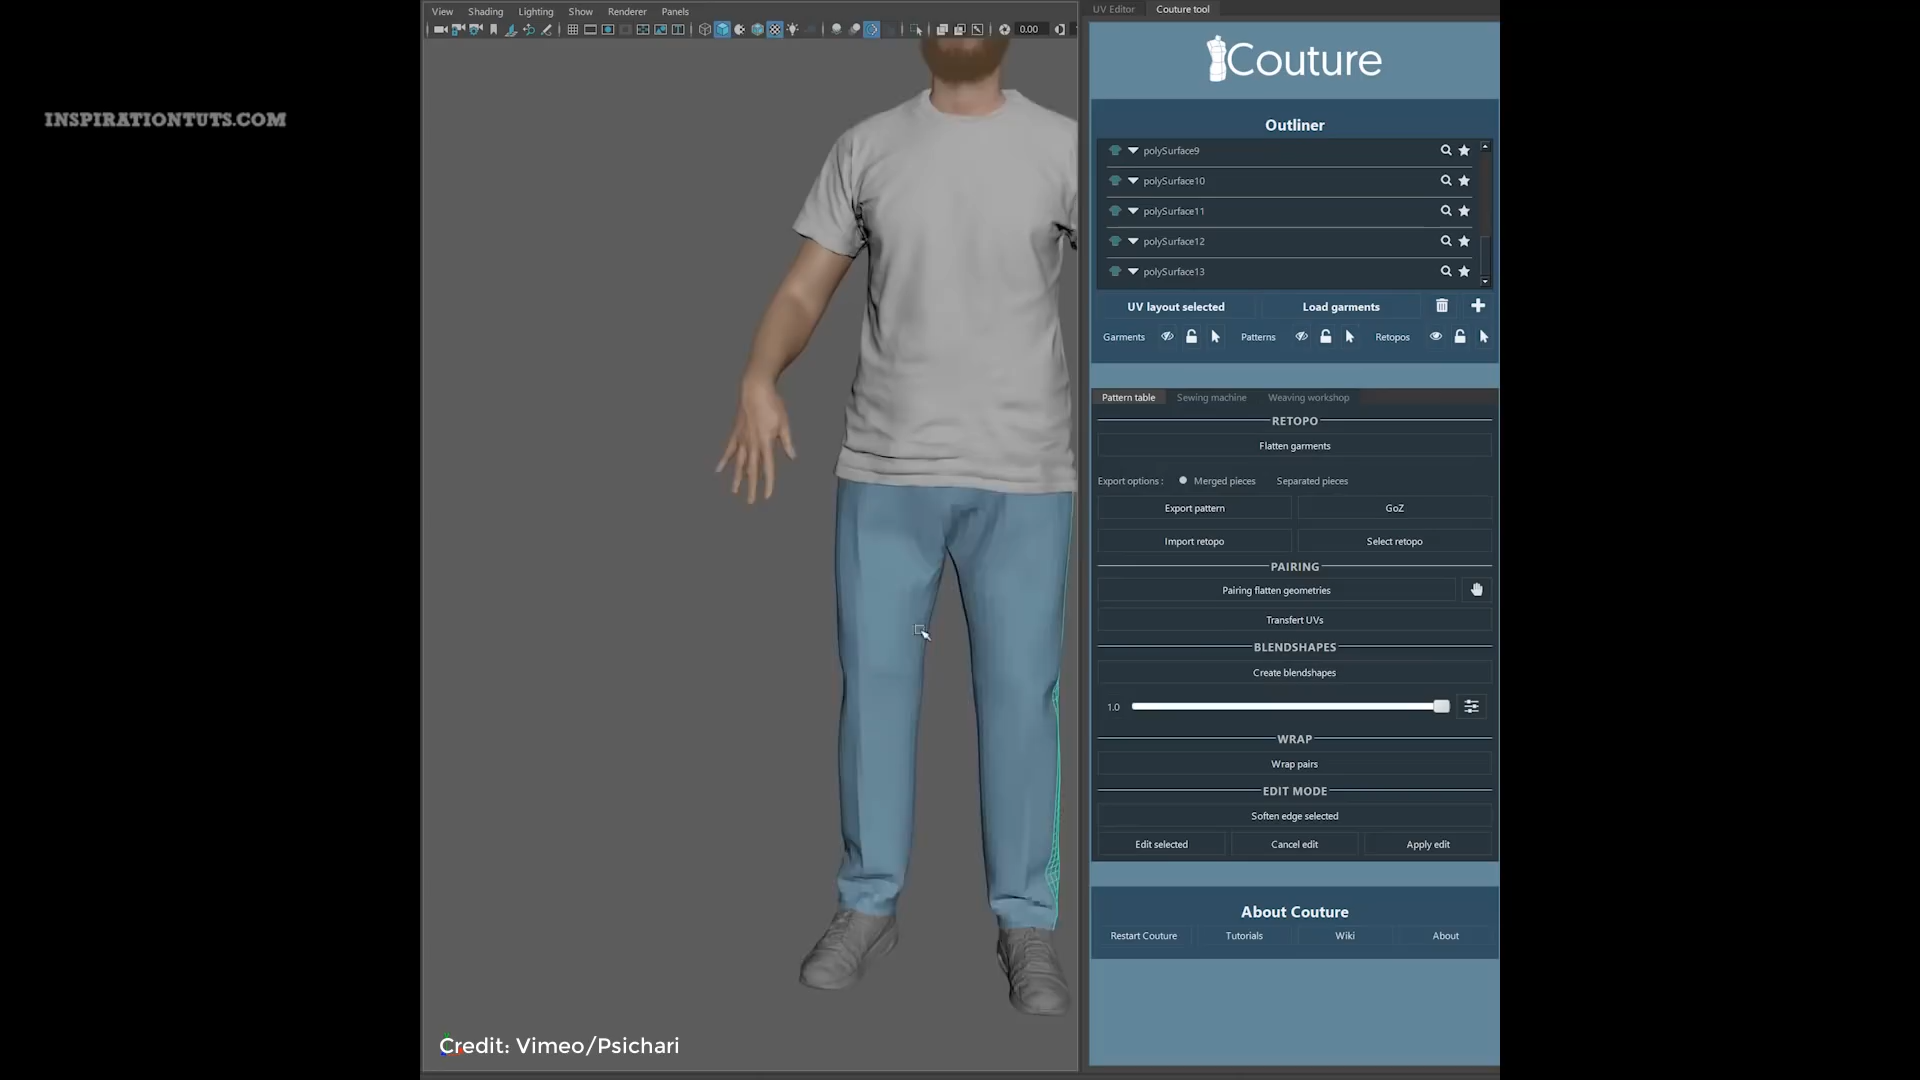 View Shading Lighting Show Renderer Panels
0.00
UV Editor Couture tool
INSPIRATIONTUTS.COM
Couture
Outliner
polySurface9
polySurface10
polySurface11
polySurface12
polySurface13
UV layout selected Load garments
Garments Patterns Retopos
Pattern table Sewing machine Weaving workshop
RETOPO
Flatten garments
Export options : Merged pieces Separated pieces
Export pattern GoZ
Import retopo Select retopo
PAIRING
Pairing flatten geometries
Transfert UVs
BLENDSHAPES
Create blendshapes
1.0
WRAP
Wrap pairs
EDIT MODE
Soften edge selected
Edit selected Cancel edit Apply edit
About Couture
Restart Couture Tutorials Wiki About
Credit: Vimeo/Psichari